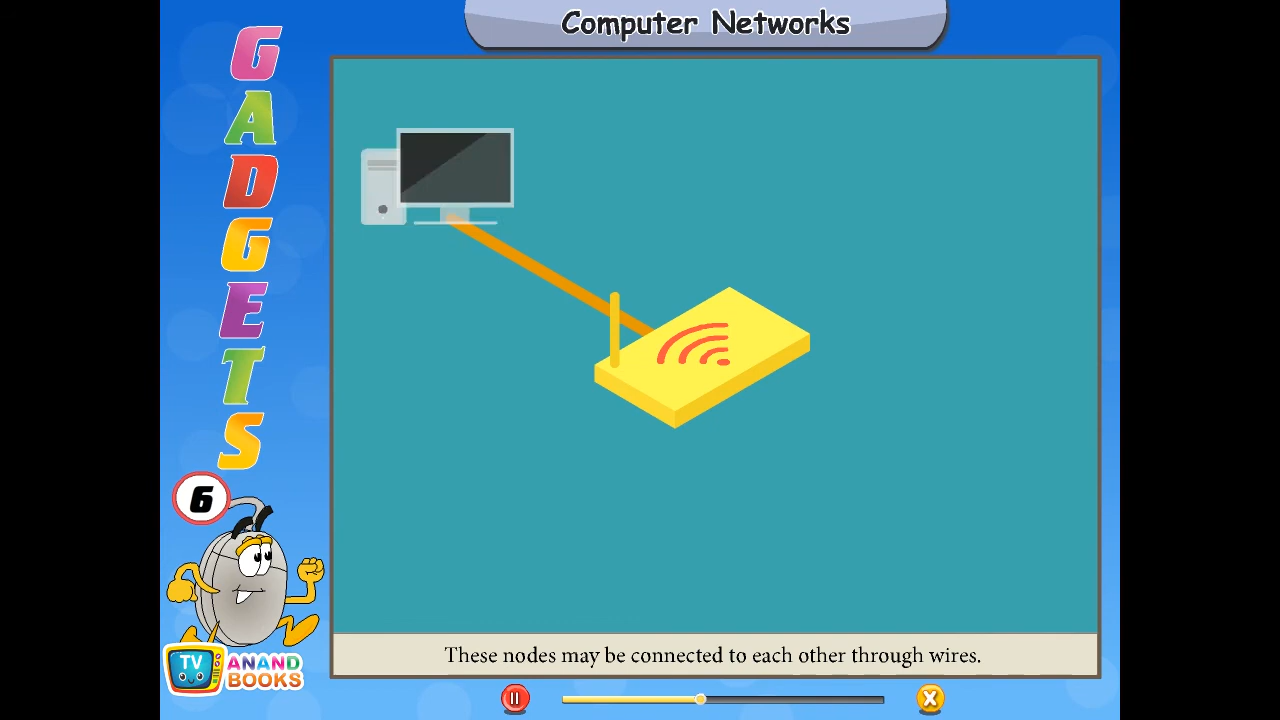 Computer Networks
GADGETS
6
These nodes may be connected to each other through wires.
TV
ANAND
BOOKS
X